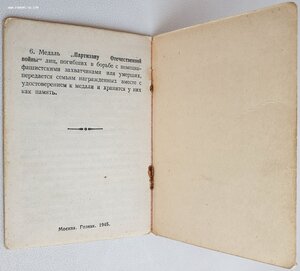 6. Медаль „Партизану Отечественной
войны“ лиц, погибших в борьбе с немецко-
фашистскими захватчиками или умерших,
передается семьям награжденных вместе с
удостоверением к медали и хранится у них
как память.
Москва. Гознак. 1945.